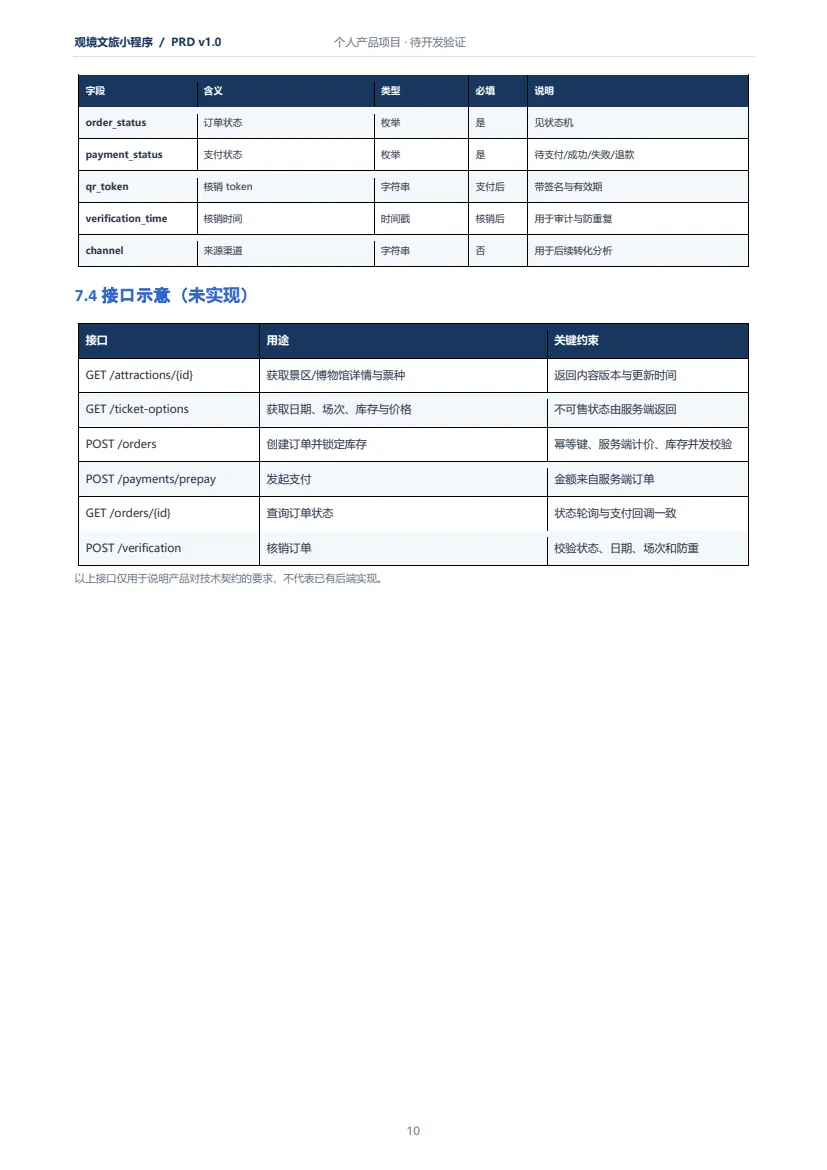 观境文旅小程序 / PRD v1.0 个人产品项目 · 待开发验证
字段 含义 类型 必填 说明
order_status 订单状态 枚举 是 见状态机
payment_status 支付状态 枚举 是 待支付/成功/失败/退款
qr_token 核销 token 字符串 支付后 带签名与有效期
verification_time 核销时间 时间戳 核销后 用于审计与防重复
channel 来源渠道 字符串 否 用于后续转化分析
7.4 接口示意（未实现）
接口 用途 关键约束
GET /attractions/{id} 获取景区/博物馆详情与票种 返回内容版本与更新时间
GET /ticket-options 获取日期、场次、库存与价格 不可售状态由服务端返回
POST /orders 创建订单并锁定库存 幂等键、服务端计价、库存并发校验
POST /payments/prepay 发起支付 金额来自服务端订单
GET /orders/{id} 查询订单状态 状态轮询与支付回调一致
POST /verification 核销订单 校验状态、日期、场次和防重
以上接口仅用于说明产品对技术契约的要求，不代表已有后端实现。
10